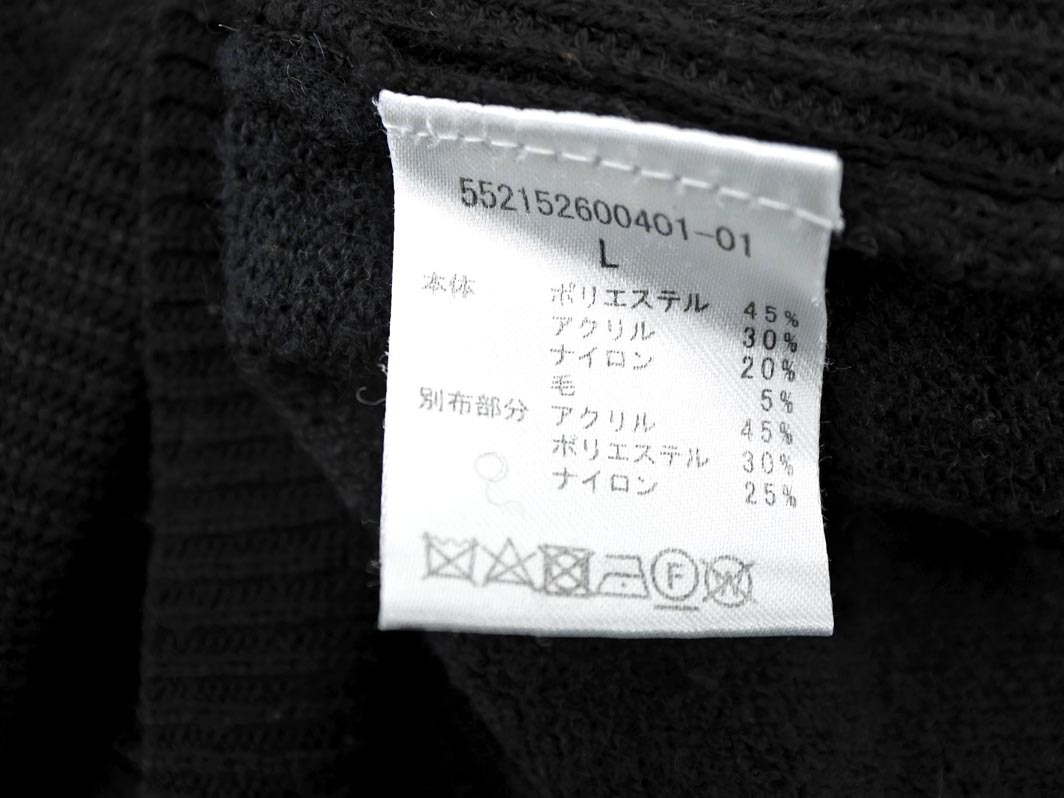 552152600401-01
L
本体 ポリエステル 45%
アクリル 30%
ナイロン 20%
毛 5%
別布部分 アクリル 45%
ポリエステル 30%
ナイロン 25%
F W